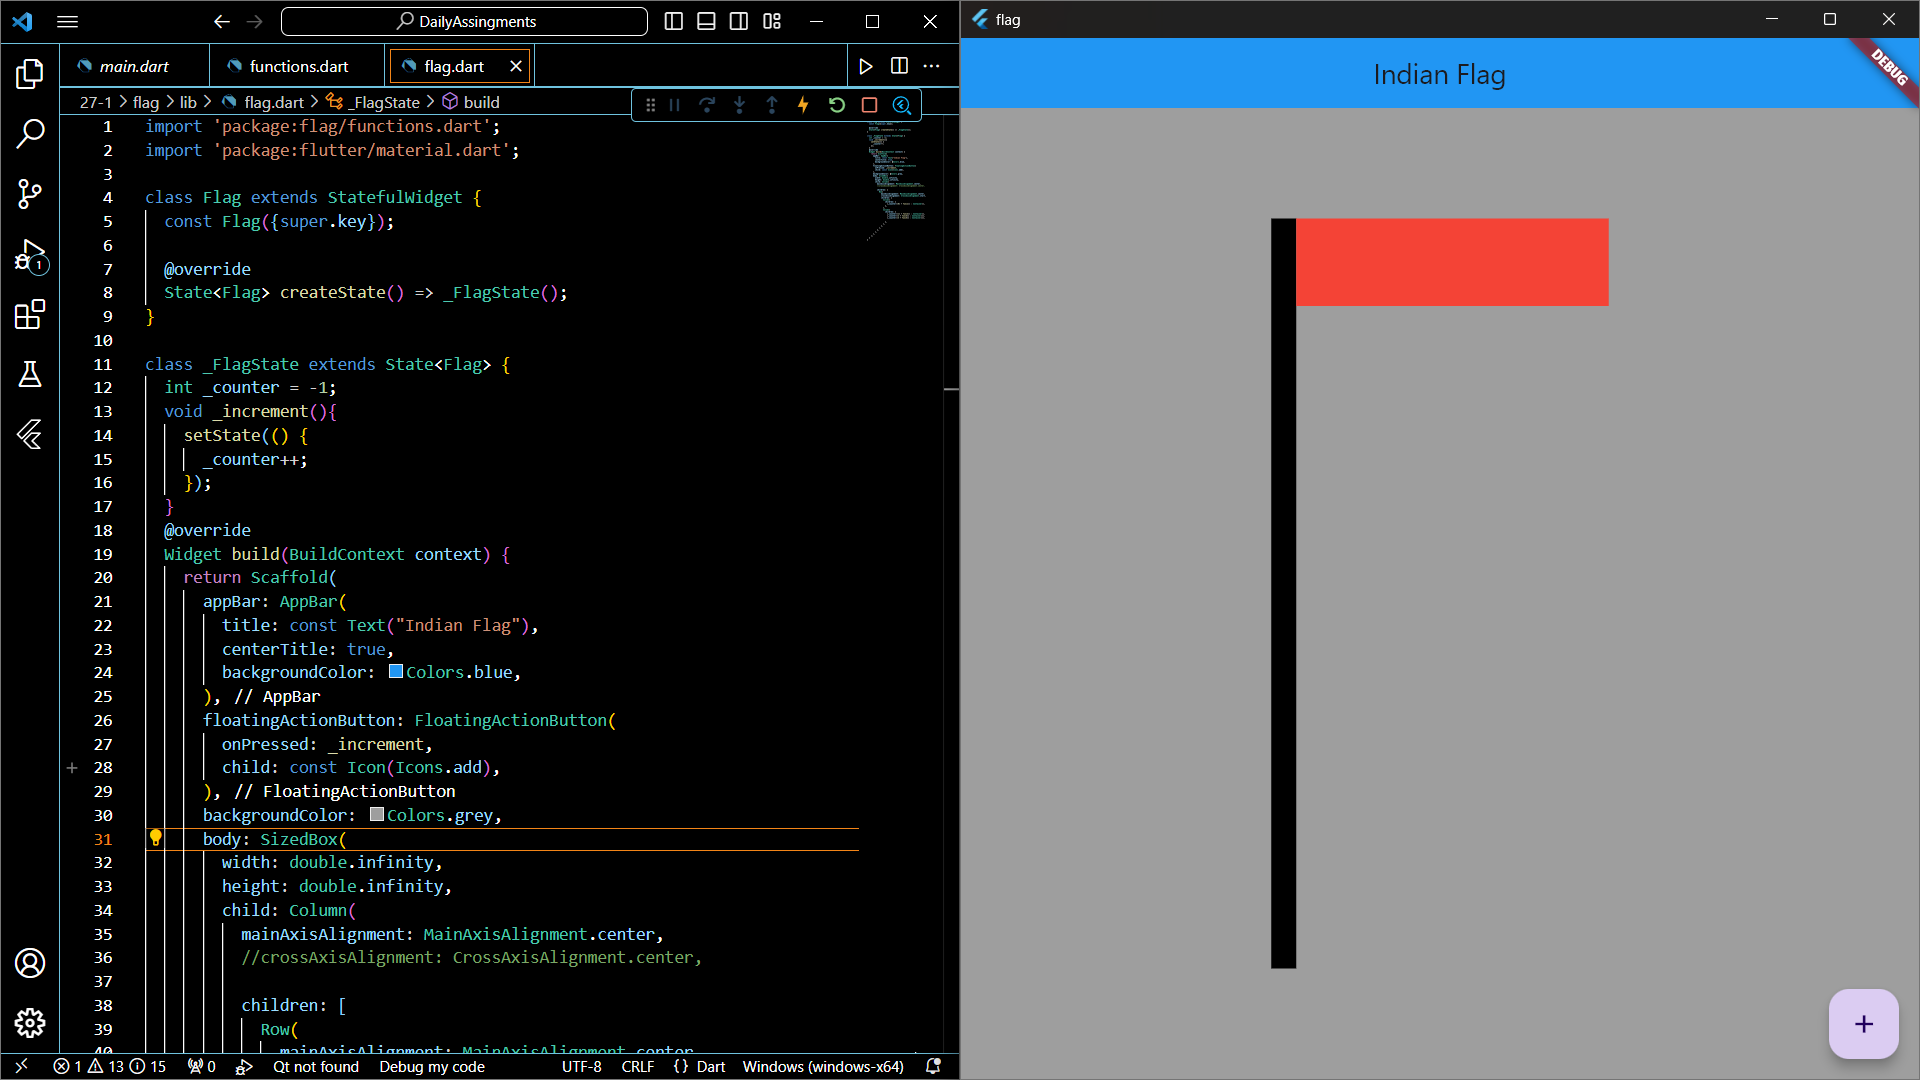 DailyAssingments
main.dart
functions.dart
flag.dart
27-1 > flag > lib > flag.dart > _FlagState > build
1 import 'package:flag/functions.dart';
2 import 'package:flutter/material.dart';
3
4 class Flag extends StatefulWidget {
5 const Flag({super.key});
6
7 @override
8 State<Flag> createState() => _FlagState();
9 }
10
11 class _FlagState extends State<Flag> {
12 int _counter = -1;
13 void _increment(){
14 setState(() {
15 _counter++;
16 });
17 }
18 @override
19 Widget build(BuildContext context) {
20 return Scaffold(
21 appBar: AppBar(
22 title: const Text("Indian Flag"),
23 centerTitle: true,
24 backgroundColor: Colors.blue,
25 ), // AppBar
26 floatingActionButton: FloatingActionButton(
27 onPressed: _increment,
28 child: const Icon(Icons.add),
29 ), // FloatingActionButton
30 backgroundColor: Colors.grey,
31 body: SizedBox(
32 width: double.infinity,
33 height: double.infinity,
34 child: Column(
35 mainAxisAlignment: MainAxisAlignment.center,
36 //crossAxisAlignment: CrossAxisAlignment.center,
37
38 children: [
39 Row(
40 mainAxisAlignment: MainAxisAlignment.center
1
1 13 15 0 Qt not found Debug my code UTF-8 CRLF {} Dart Windows (windows-x64)
flag
Indian Flag
DEBUG